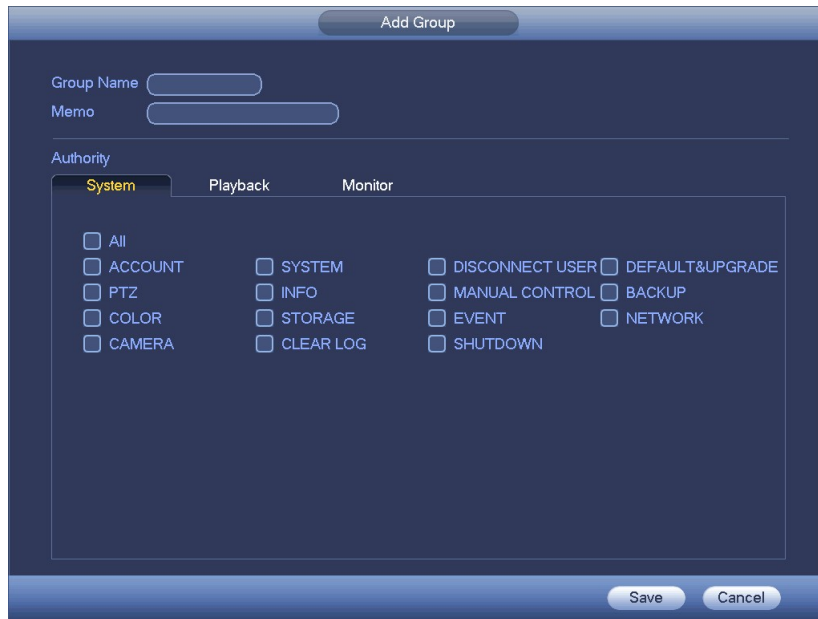 Add Group
Group Name
Memo
Authority
System Playback Monitor
All
ACCOUNT SYSTEM DISCONNECT USER DEFAULT&UPGRADE
PTZ INFO MANUAL CONTROL BACKUP
COLOR STORAGE EVENT NETWORK
CAMERA CLEAR LOG SHUTDOWN
Save Cancel